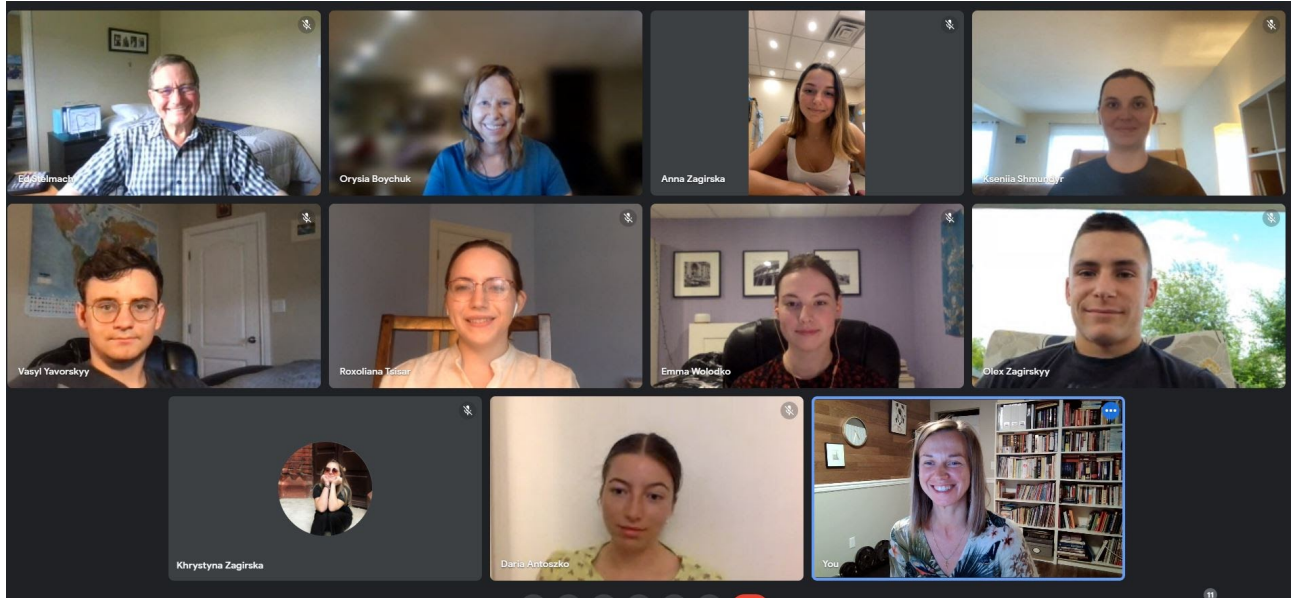 Ed Stelmach
Orysia Boychuk
Anna Zagirska
Kseniia Shmundyr
Vasyl Yavorskyy
Roxoliana Tsisar
Emma Wolodko
Olex Zagirskyy
Khrystyna Zagirska
Daria Antoszko
You
11